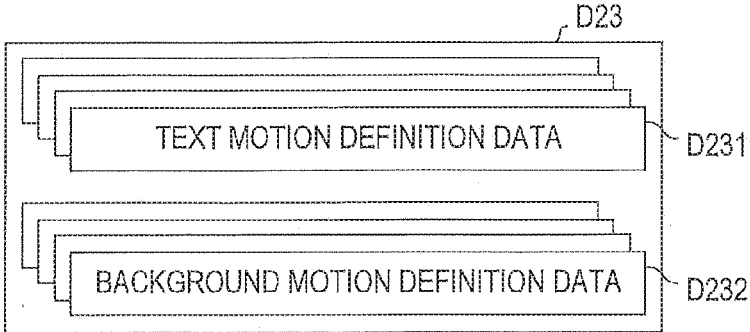 D23
TEXT MOTION DEFINITION DATA
D231
BACKGROUND MOTION DEFINITION DATA
D232